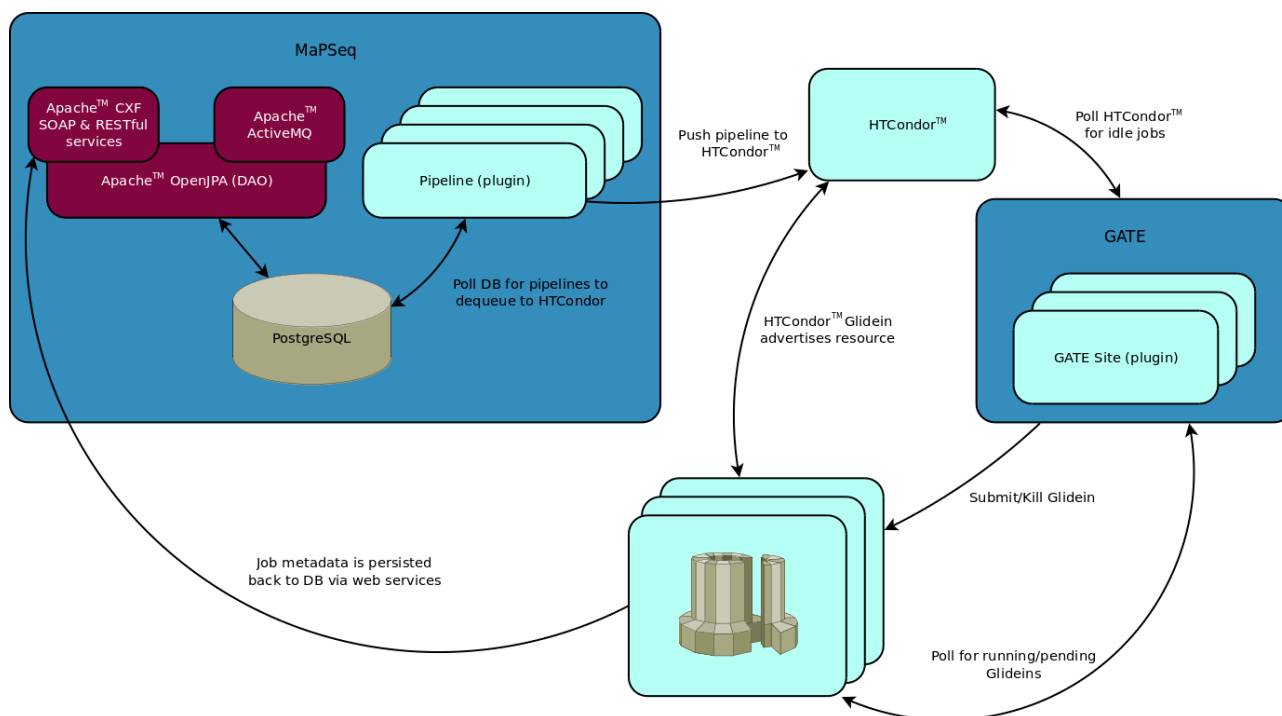 MaPSeq
Apache™ CXF
SOAP & RESTful
services
Apache™
ActiveMQ
Apache™ OpenJPA (DAO)
Pipeline (plugin)
Poll DB for pipelines to
dequeue to HTCondor
PostgreSQL
Push pipeline to
HTCondor™
HTCondor™
Poll HTCondor™
for idle jobs
GATE
GATE Site (plugin)
HTCondor™ Glidein
advertises resource
Submit/Kill Glidein
Job metadata is persisted
back to DB via web services
Poll for running/pending
Glideins